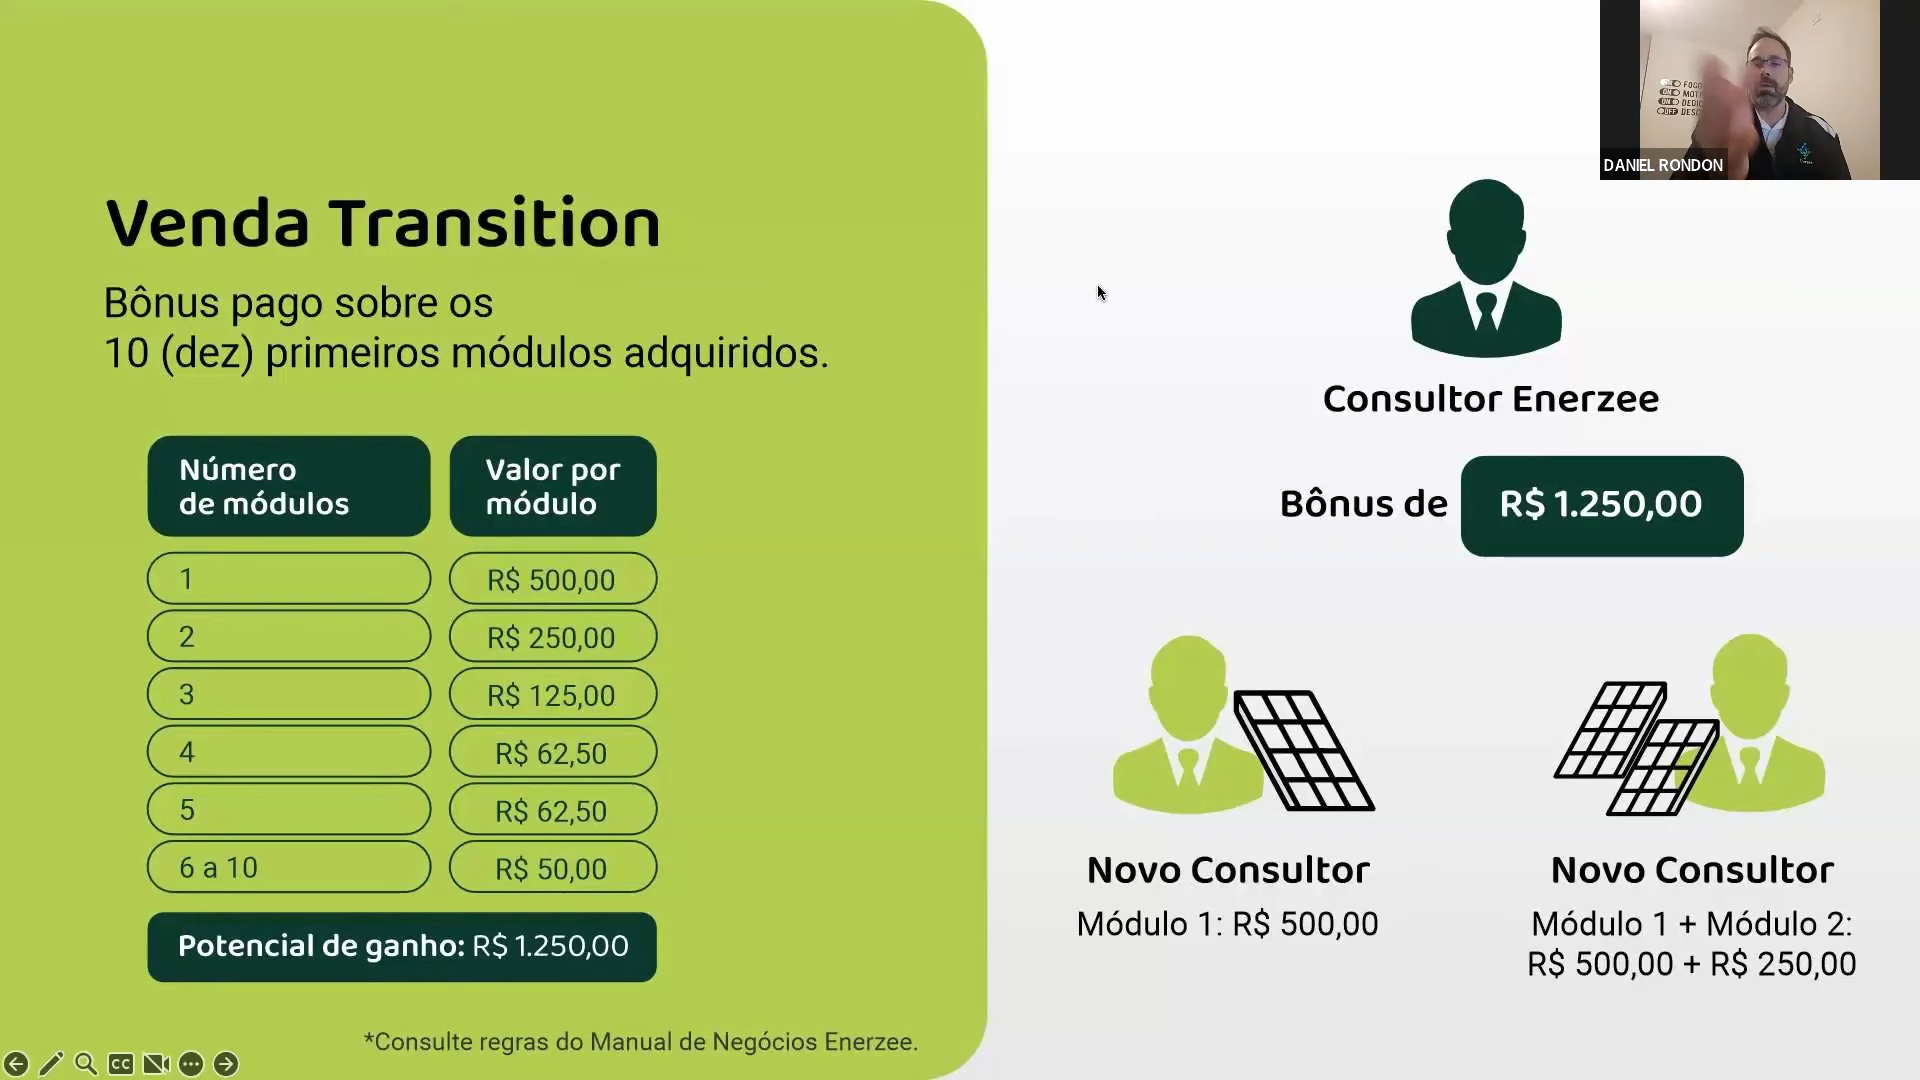 Venda Transition
Bônus pago sobre os
10 (dez) primeiros módulos adquiridos.
Número
de módulos
Valor por
módulo
1
R$ 500,00
2
R$ 250,00
3
R$ 125,00
4
R$ 62,50
5
R$ 62,50
6 a 10
R$ 50,00
Potencial de ganho: R$ 1.250,00
*Consulte regras do Manual de Negócios Enerzee.
CC
DANIEL RONDON
Consultor Enerzee
Bônus de R$ 1.250,00
Novo Consultor
Módulo 1: R$ 500,00
Novo Consultor
Módulo 1 + Módulo 2:
R$ 500,00 + R$ 250,00